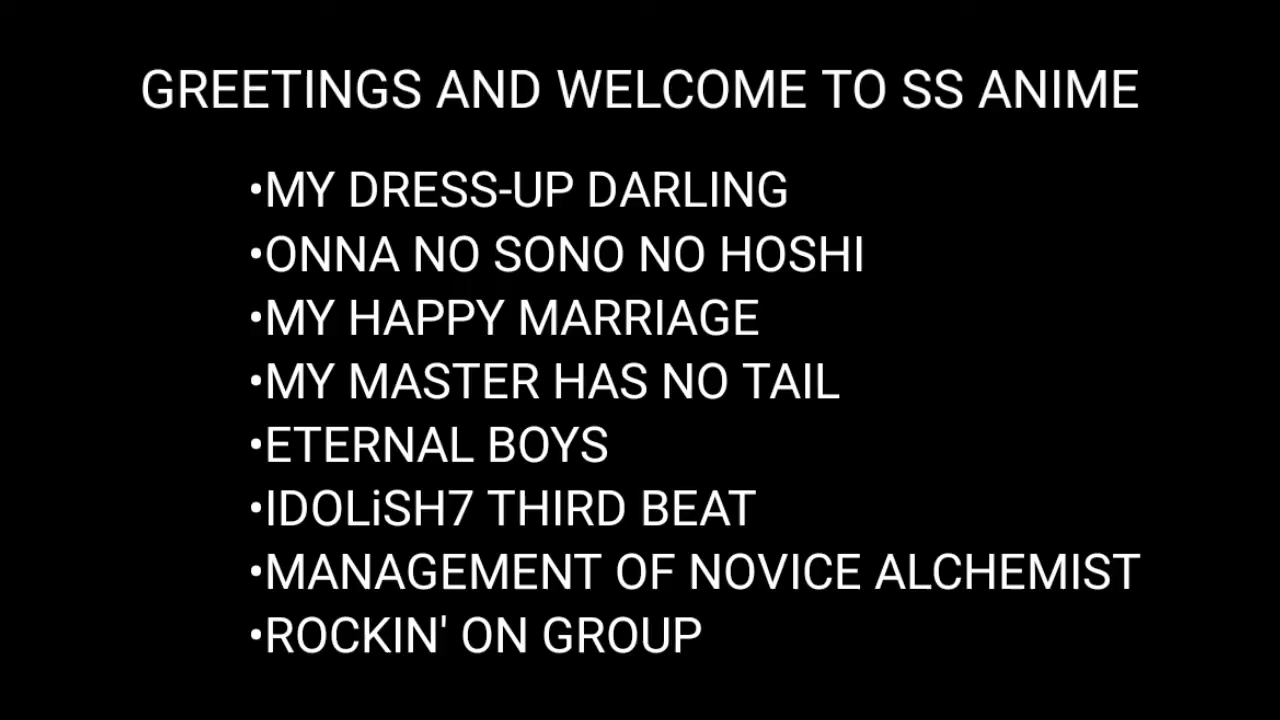 GREETINGS AND WELCOME TO SS ANIME
•MY DRESS-UP DARLING
•ONNA NO SONO NO HOSHI
•MY HAPPY MARRIAGE
•MY MASTER HAS NO TAIL
•ETERNAL BOYS
•IDOLiSH7 THIRD BEAT
•MANAGEMENT OF NOVICE ALCHEMIST
•ROCKIN' ON GROUP